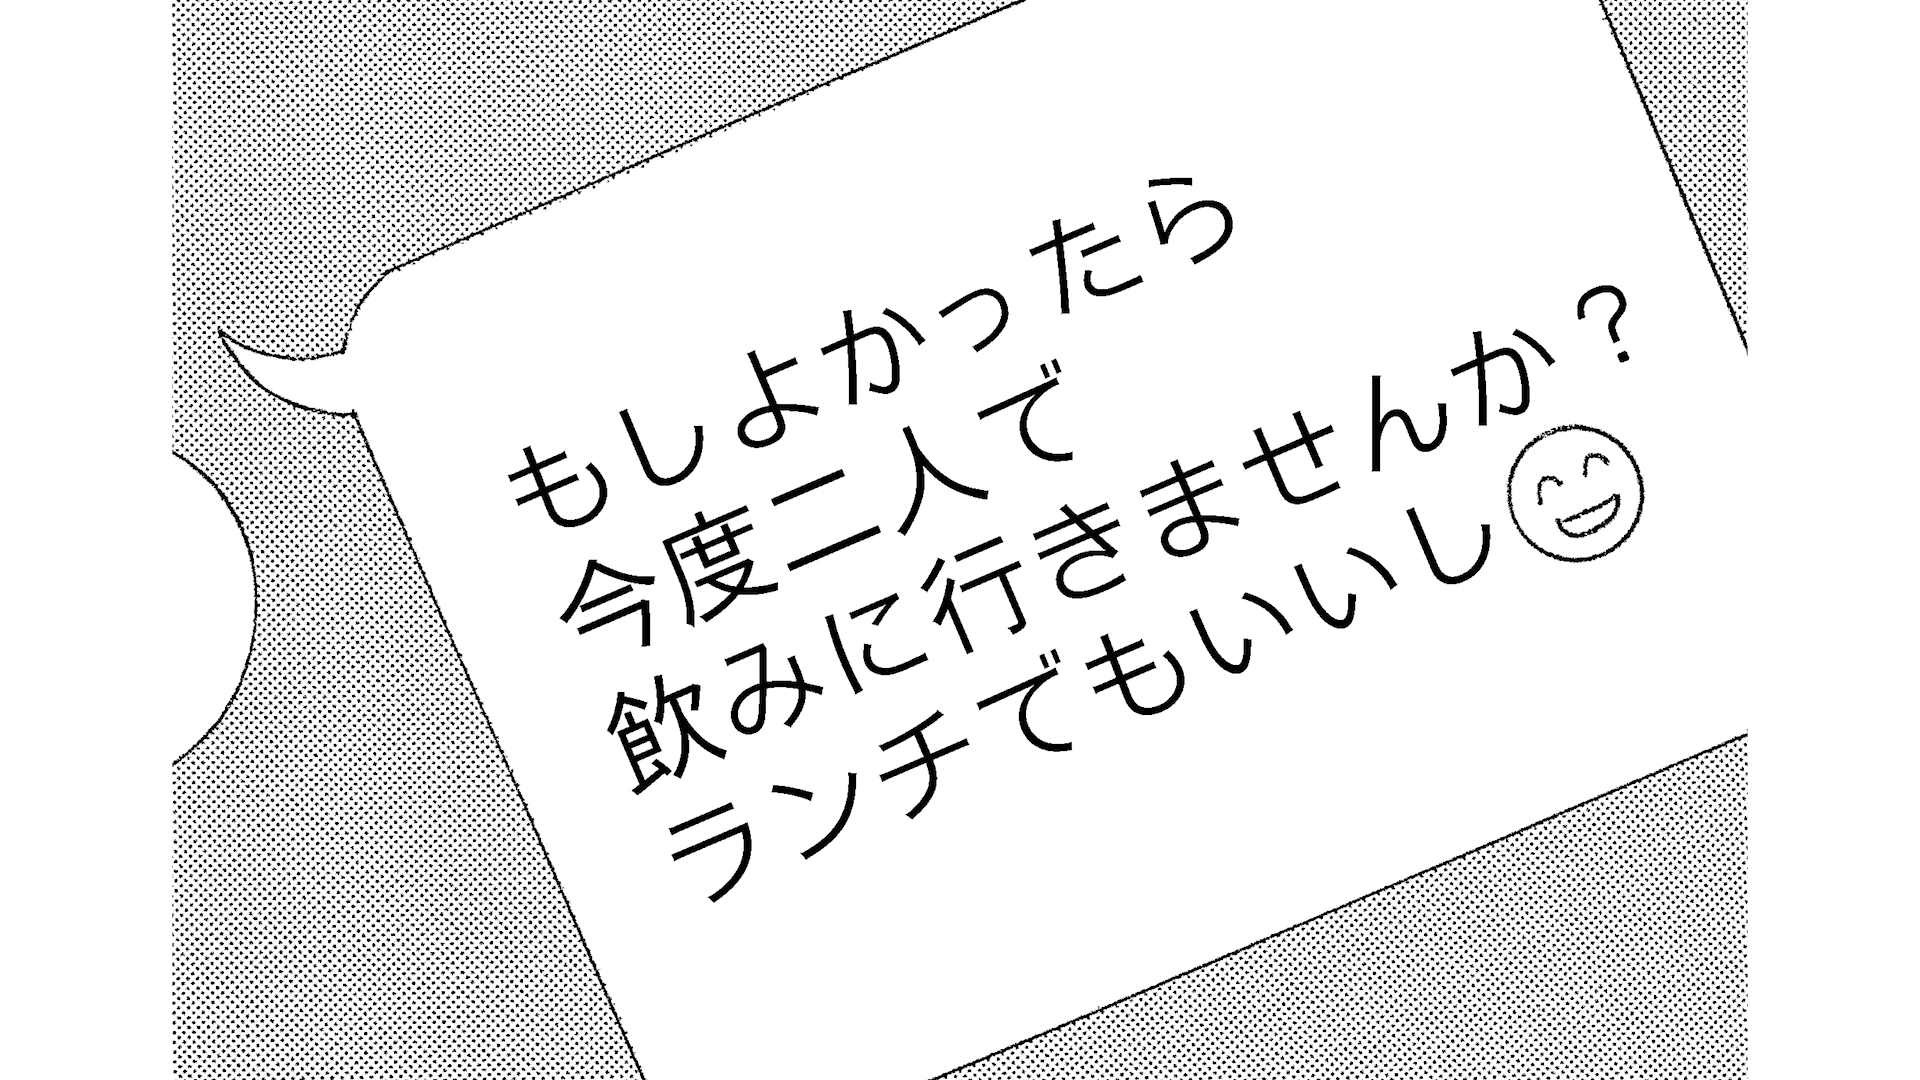 もしよかったら
今度二人で
飲みに行きませんか？
ランチでもいいし😄